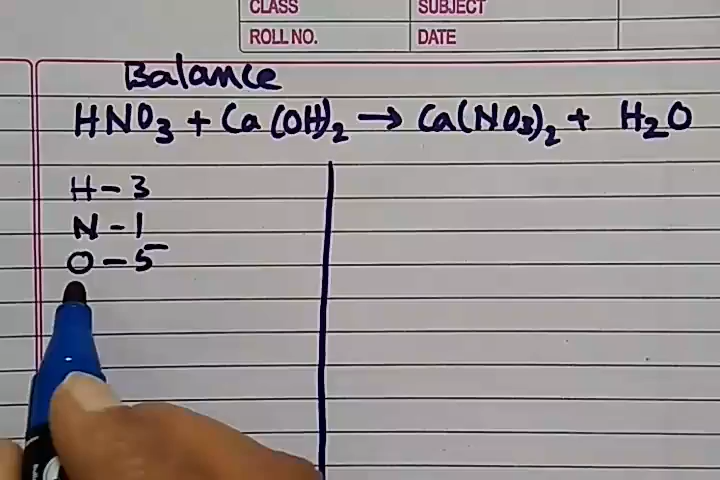 CLASS SUBJECT
ROLL NO. DATE
Balance
HNO₃ + Ca(OH)₂ → Ca(NO₃)₂ + H₂O
H - 3
N - 1
O - 5